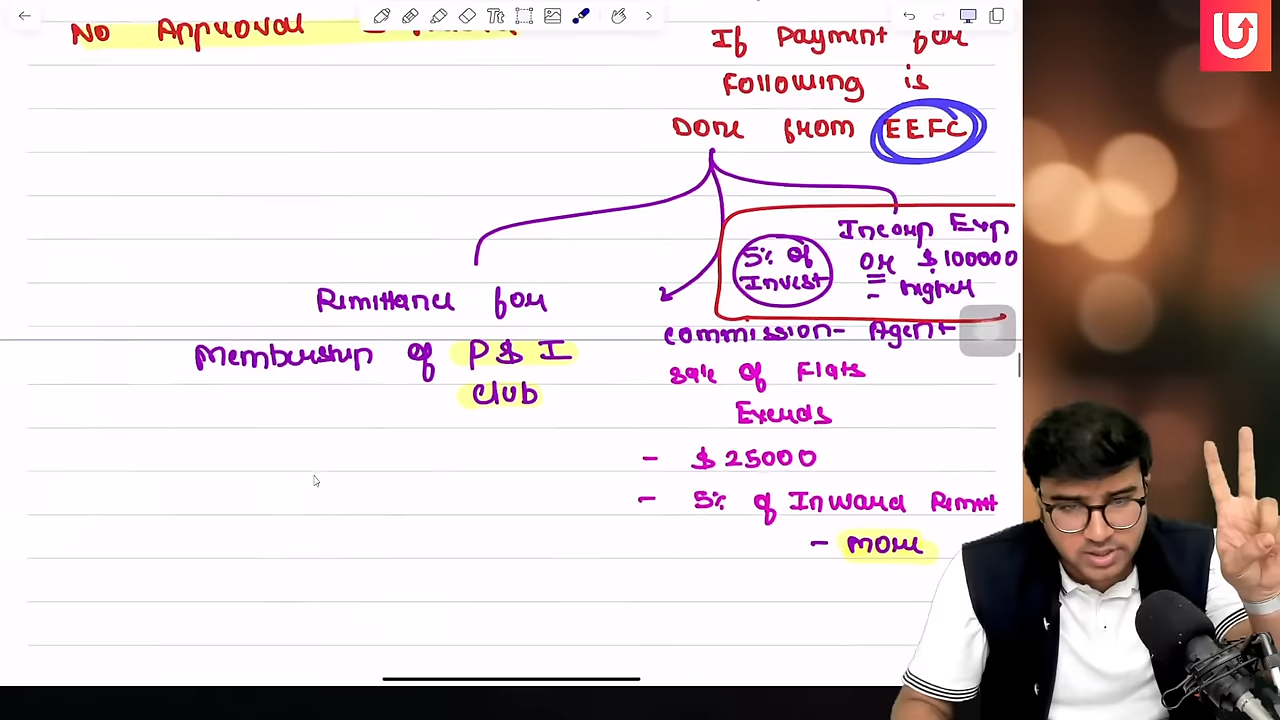 No Approval
If Payment for
Following is
Done from EEFC
5% of
Invest
Incorp Exp
OR $100000
- higher
Remittance for
Membership of P & I
Club
Commission- Agent
sale of Flats
Exceeds
- $25000
- 5% of Inward Remitt
- more